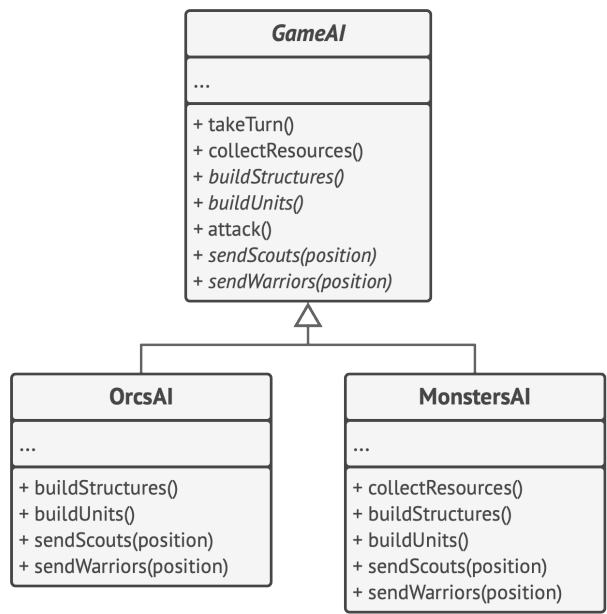 GameAI
...
+ takeTurn()
+ collectResources()
+ buildStructures()
+ buildUnits()
+ attack()
+ sendScouts(position)
+ sendWarriors(position)
OrcsAI
...
+ buildStructures()
+ buildUnits()
+ sendScouts(position)
+ sendWarriors(position)
MonstersAI
...
+ collectResources()
+ buildStructures()
+ buildUnits()
+ sendScouts(position)
+ sendWarriors(position)